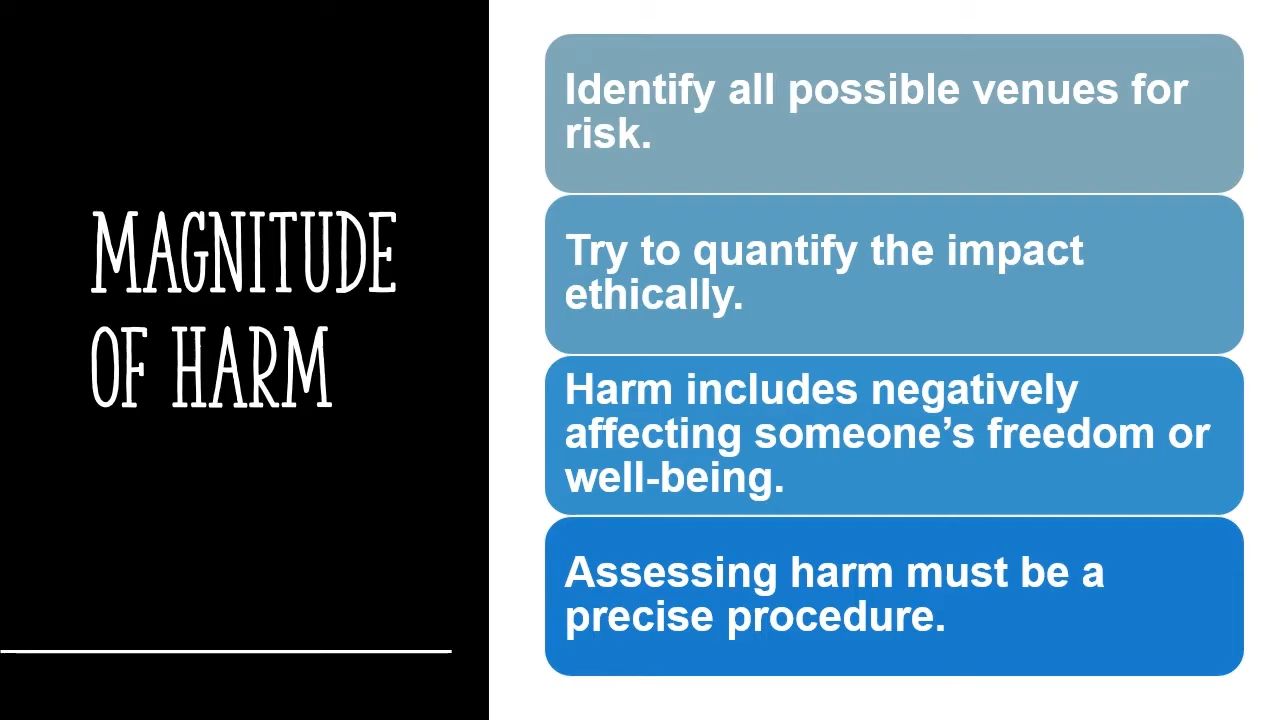 MAGNITUDE
OF HARM
Identify all possible venues for
risk.
Try to quantify the impact
ethically.
Harm includes negatively
affecting someone’s freedom or
well-being.
Assessing harm must be a
precise procedure.